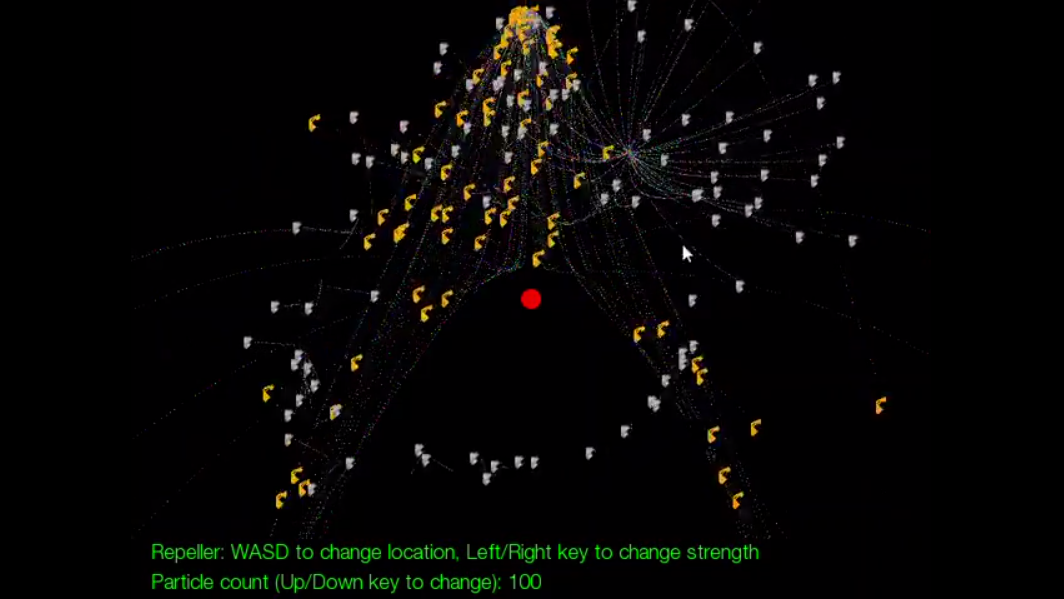 Repeller: WASD to change location, Left/Right key to change strength
Particle count (Up/Down key to change): 100